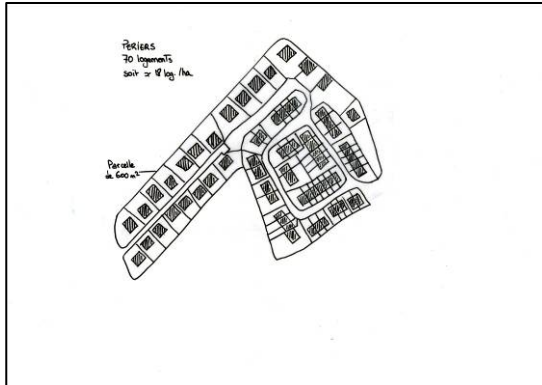 PERIERS
70 logements
soit ≃ 18 log./ha
Parcelle
de 600 m²